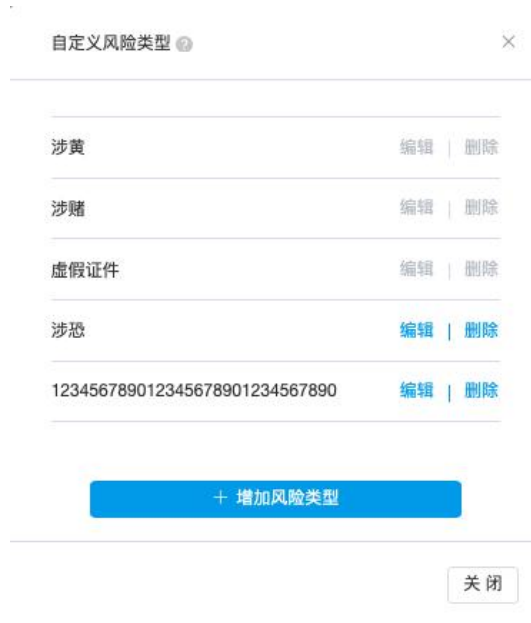 自定义风险类型 ?
涉黄 编辑 | 删除
涉赌 编辑 | 删除
虚假证件 编辑 | 删除
涉恐 编辑 | 删除
123456789012345678901234567890 编辑 | 删除
+ 增加风险类型
关 闭